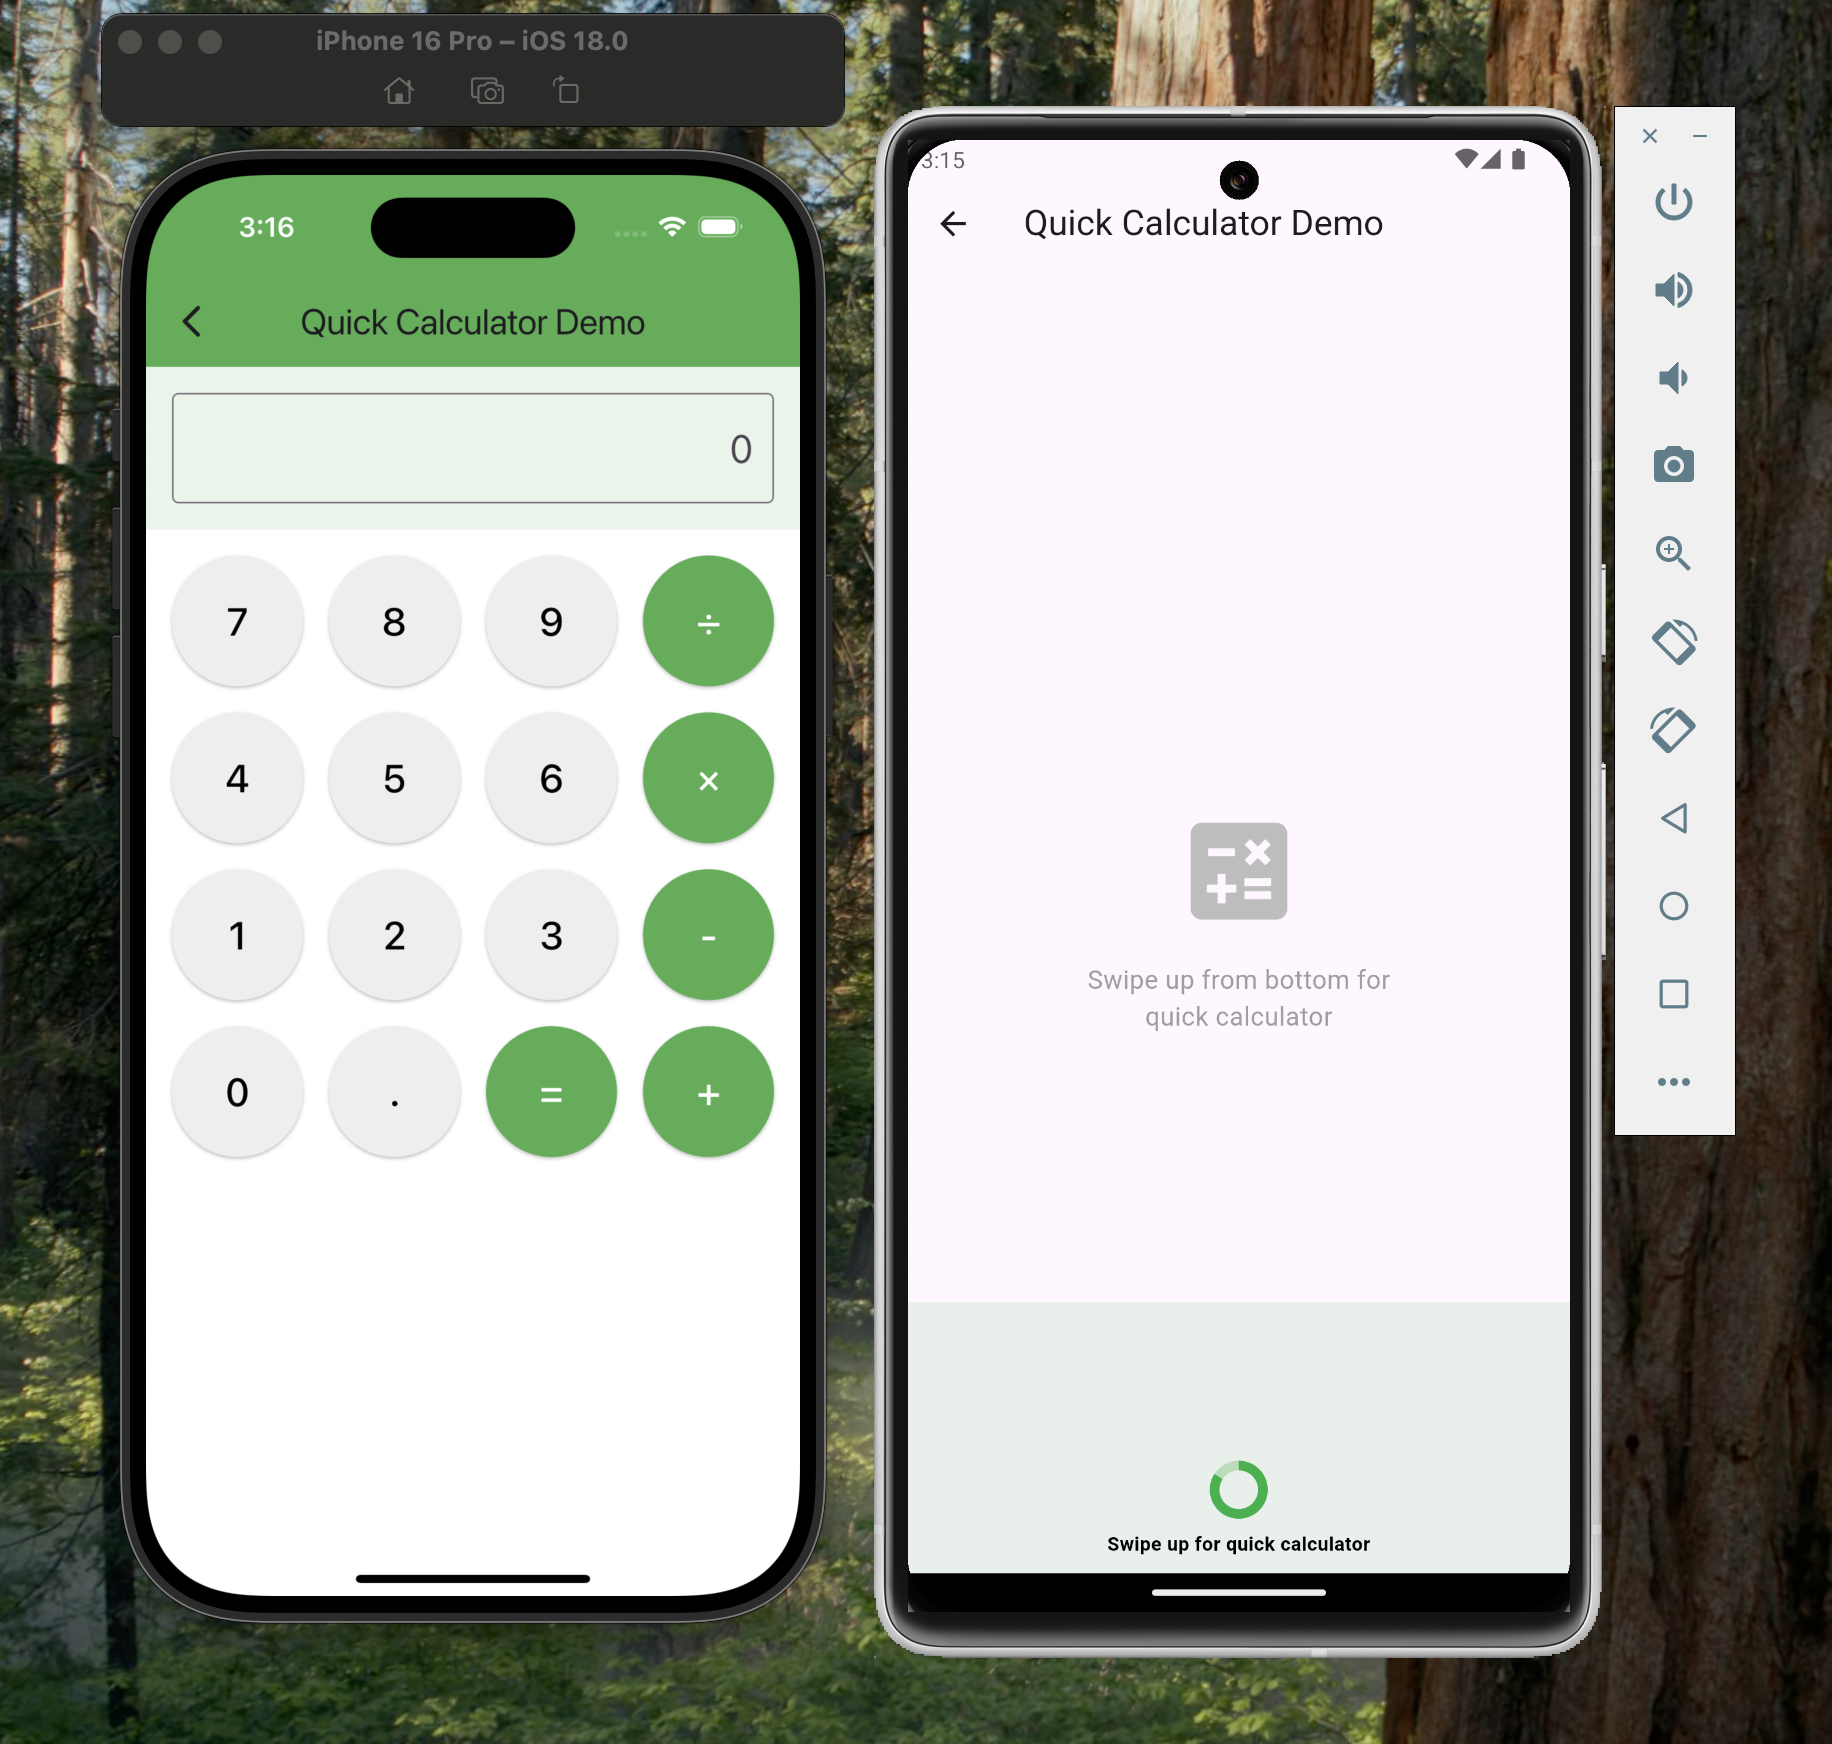 iPhone 16 Pro – iOS 18.0
3:16
Quick Calculator Demo
0
7 8 9 ÷
4 5 6 ×
1 2 3 -
0 . = +
3:15
Quick Calculator Demo
Swipe up from bottom for
quick calculator
Swipe up for quick calculator